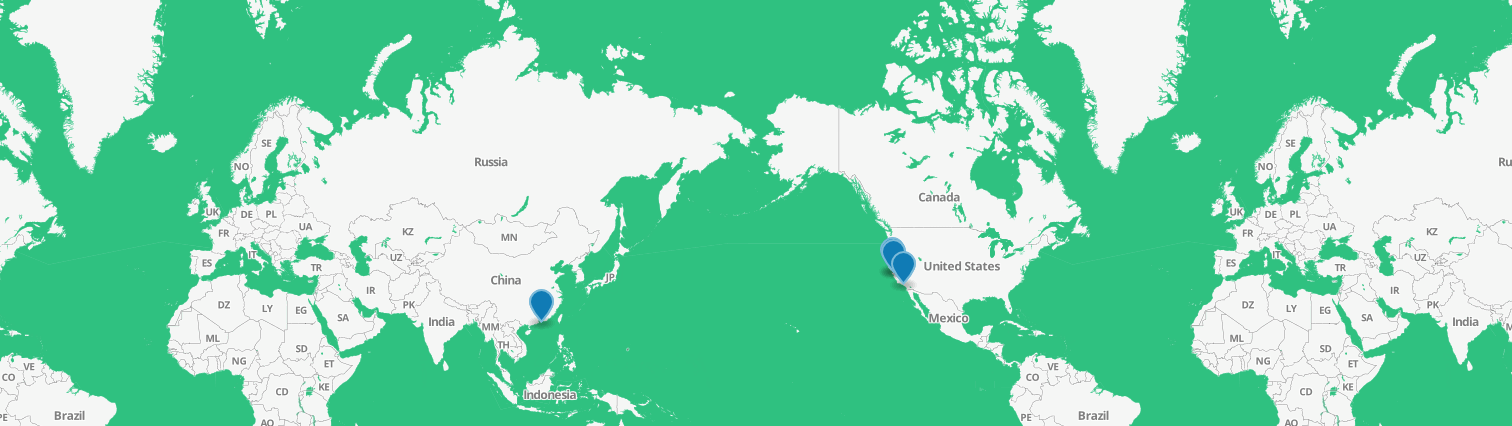 SE
NO
Russia
UK
DE
PL
FR
UA
KZ
MN
ES
IT
TR
UZ
China
JP
IR
PK
DZ
LY
EG
SA
India
MM
ML
SD
TH
NG
ET
CD
KE
Indonesia
AO
VE
CO
PE
Brazil
Canada
United States
Mexico
VE
CO
PE
Brazil
SE
NO
Ru
UK
DE
PL
FR
UA
KZ
ES
IT
TR
UZ
IR
PK
DZ
LY
EG
SA
India
ML
SD
NG
ET
CD
KE
AO